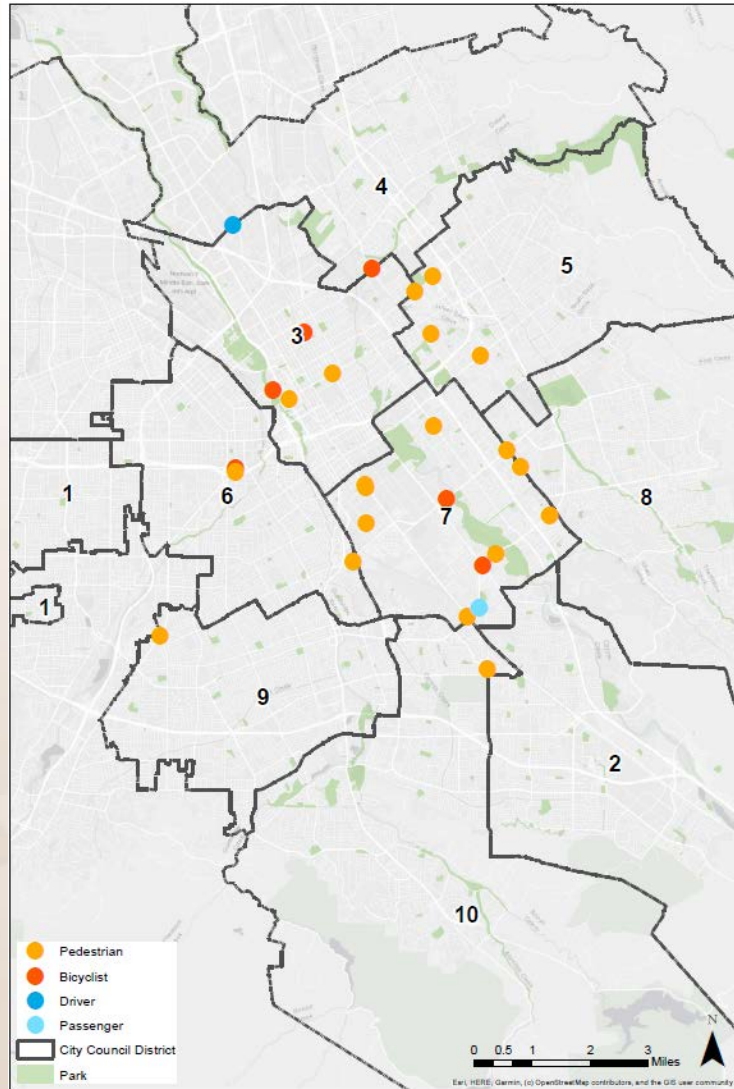 4
5
3
1
6
7
8
1
9
2
10
Pedestrian
Bicyclist
Driver
Passenger
City Council District
Park
N
0 0.5 1 2 3
Miles
Esri, HERE, Garmin, (c) OpenStreetMap contributors, and the GIS user community